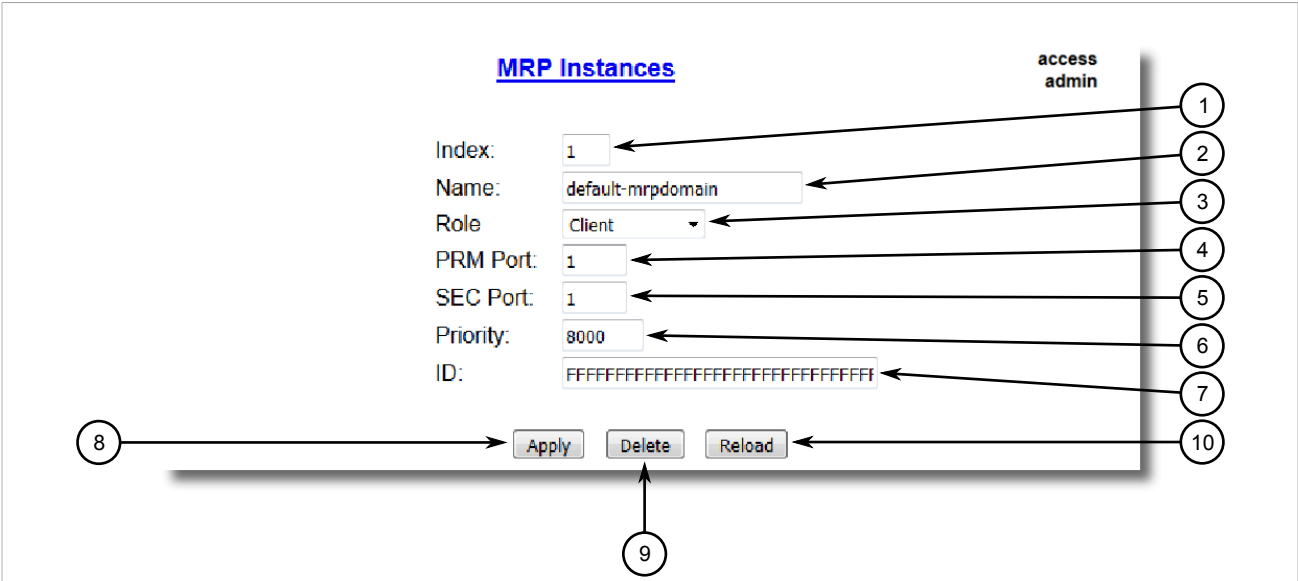 MRP Instances
access
admin
1
Index: 1
2
Name: default-mrpdomain
3
Role Client
4
PRM Port: 1
5
SEC Port: 1
6
Priority: 8000
7
ID: FFFFFFFFFFFFFFFFFFFFFFFFFFFFFFFF
8
Apply Delete Reload
10
9